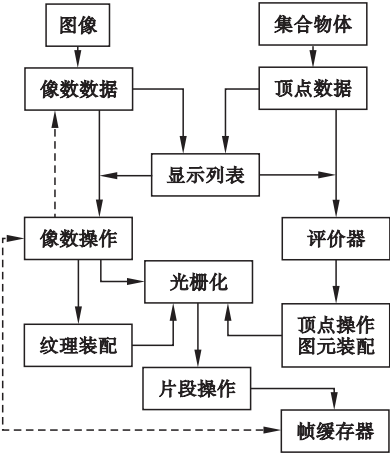 图像
集合物体
像数数据
顶点数据
显示列表
像数操作
评价器
光栅化
纹理装配
顶点操作
图元装配
片段操作
帧缓存器